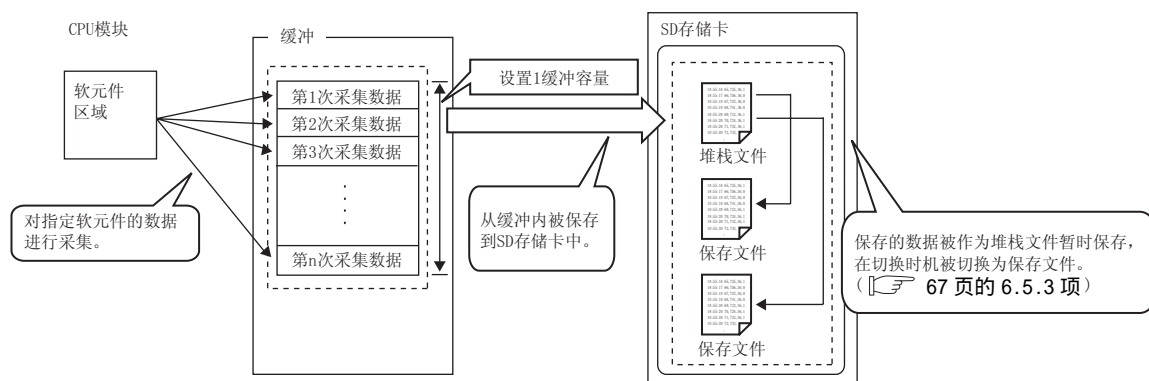 CPU模块
软元件
区域
对指定软元件的数据
进行采集。
缓冲
第1次采集数据
第2次采集数据
第3次采集数据
第n次采集数据
设置1缓冲容量
从缓冲内被保存
到SD存储卡中。
SD存储卡
堆栈文件
保存文件
保存文件
保存的数据被作为堆栈文件暂时保存，
在切换时机被切换为保存文件。
（ 67 页的 6.5.3 项）